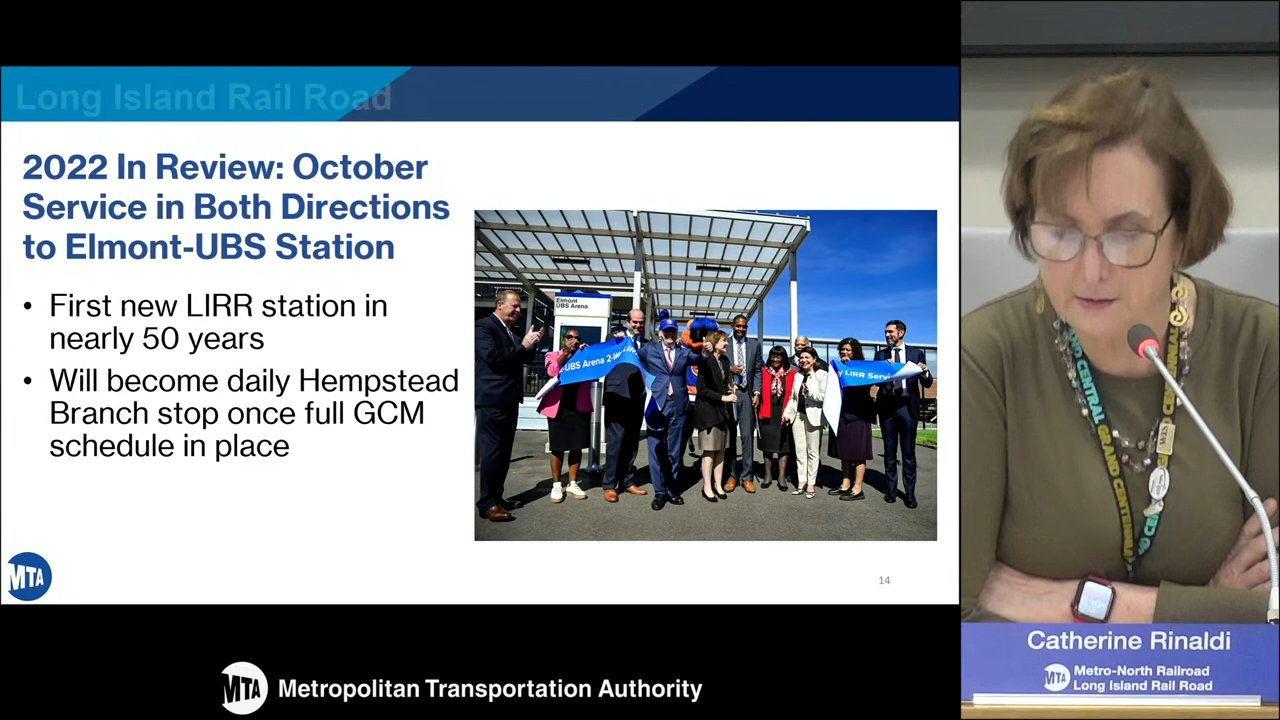 Long Island Rail Road
2022 In Review: October
Service in Both Directions
to Elmont-UBS Station
• First new LIRR station in
nearly 50 years
• Will become daily Hempstead
Branch stop once full GCM
schedule in place
Elmont
UBS Arena
UBS Arena 2-W
LIRR Servi
MTA
14
MTA Metropolitan Transportation Authority
GRAND CENTRAL
Catherine Rinaldi
MTA
Metro-North Railroad
Long Island Rail Road